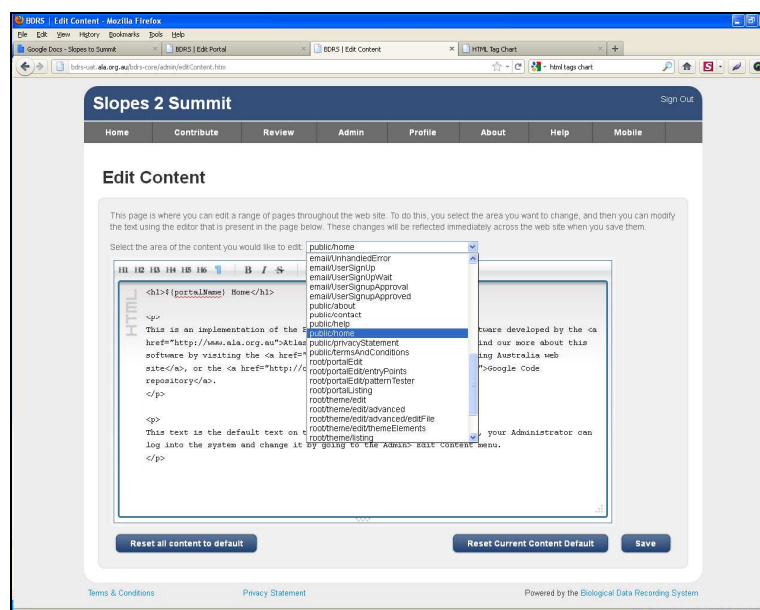 BDRS | Edit Content - Mozilla Firefox
File Edit View History Bookmarks Tools Help
Google Docs - Slopes to Summit × BDRS | Edit Portal × BDRS | Edit Content × HTML Tag Chart × +
bdrs-uat.ala.org.au/bdrs-core/admin/editContent.htm html tags chart
Slopes 2 Summit Sign Out
Home Contribute Review Admin Profile About Help Mobile
Edit Content
This page is where you can edit a range of pages throughout the web site. To do this, you select the area you want to change, and then you can modify
the text using the editor that is present in the page below. These changes will be reflected immediately across the web site when you save them.
Select the area of the content you would like to edit: public/home
email/UnhandledError
email/UserSignUp
email/UserSignUpWait
email/UserSignupApproval
email/UserSignupApproved
public/about
public/contact
public/help
public/home
public/privacyStatement
public/termsAndConditions
root/portalEdit
root/portalEdit/entryPoints
root/portalEdit/patternTester
root/portalListing
root/theme/edit
root/theme/edit/advanced
root/theme/edit/advanced/editFile
root/theme/edit/themeElements
root/theme/listing
H1 H2 H3 H4 H5 H6 ¶ B I S
HTML
<h1>${portalName} Home</h1>
<p>
This is an implementation of the tware developed by the <a
href="http://www.ala.org.au">Atlas ind our more about this
software by visiting the <a href=" ing Australia web
site</a>, or the <a href="http:// ">Google Code
repository</a>.
</p>
<p>
This text is the default text on t , your Administrator can
log into the system and change it by going to the Admin> Edit Content menu.
</p>
Reset all content to default Reset Current Content Default Save
Terms & Conditions Privacy Statement Powered by the Biological Data Recording System